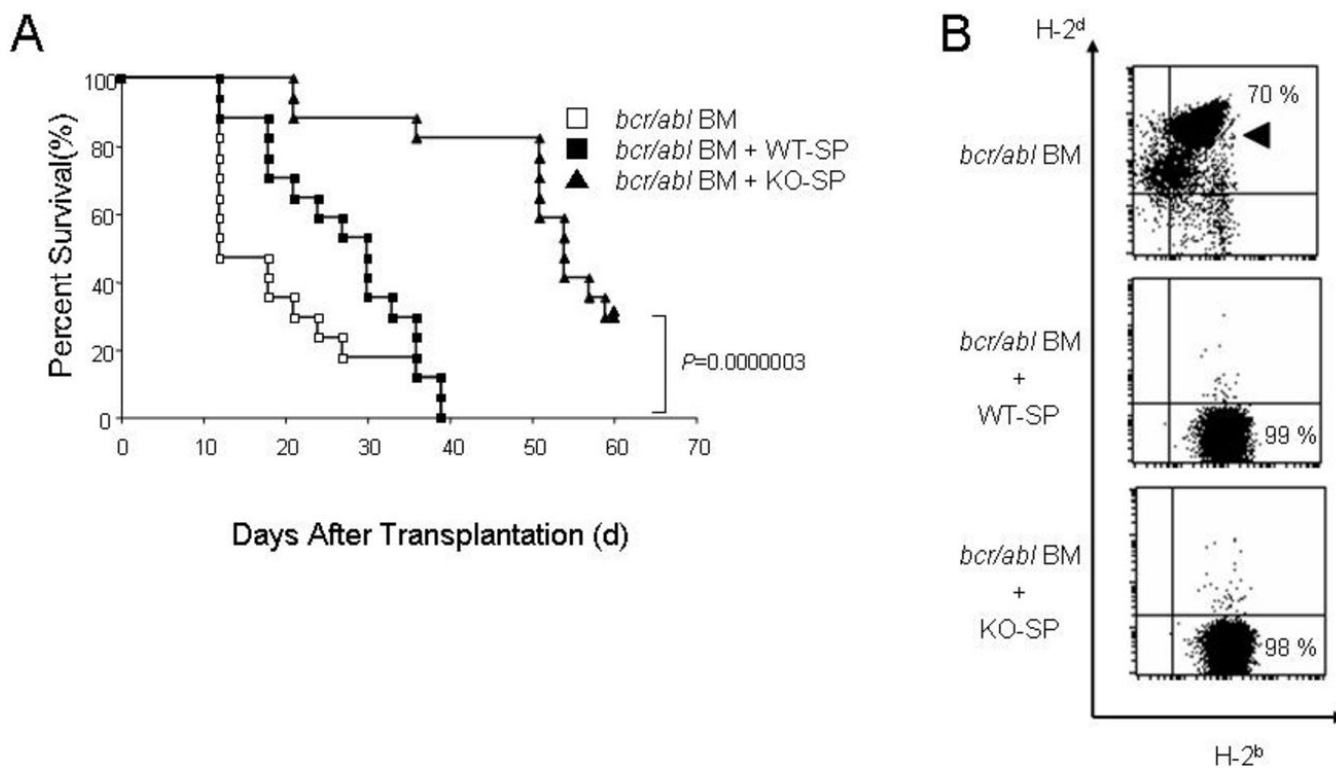 A
Percent Survival(%)
100
80
60
40
20
0
0 10 20 30 40 50 60 70
Days After Transplantation (d)
bcr/abl BM
bcr/abl BM + WT-SP
bcr/abl BM + KO-SP
P=0.0000003
B
H-2ᵈ
bcr/abl BM
70 %
bcr/abl BM
+
WT-SP
99 %
bcr/abl BM
+
KO-SP
98 %
H-2ᵇ